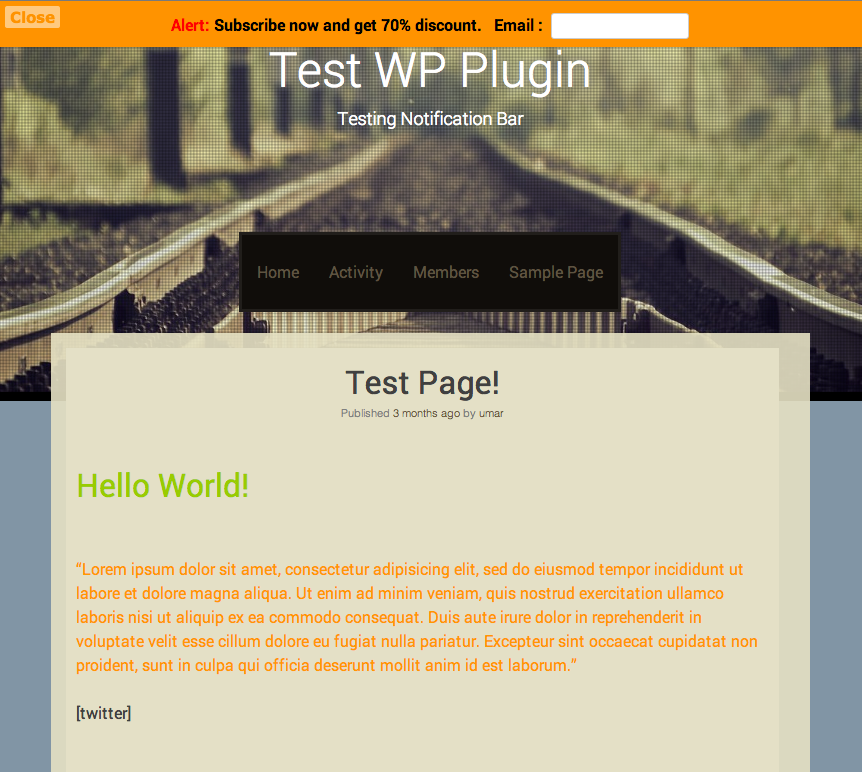 Close
Alert: Subscribe now and get 70% discount. Email :
Test WP Plugin
Testing Notification Bar
Home Activity Members Sample Page
Test Page!
Published 3 months ago by umar
Hello World!
“Lorem ipsum dolor sit amet, consectetur adipisicing elit, sed do eiusmod tempor incididunt ut
labore et dolore magna aliqua. Ut enim ad minim veniam, quis nostrud exercitation ullamco
laboris nisi ut aliquip ex ea commodo consequat. Duis aute irure dolor in reprehenderit in
voluptate velit esse cillum dolore eu fugiat nulla pariatur. Excepteur sint occaecat cupidatat non
proident, sunt in culpa qui officia deserunt mollit anim id est laborum.”
[twitter]